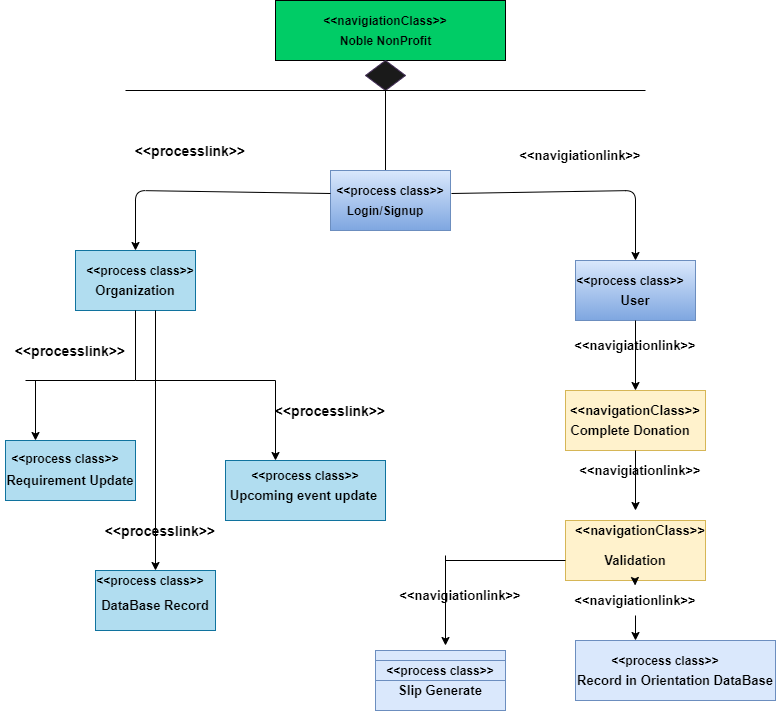 <<navigiationClass>>
Noble NonProfit
<<processlink>>
<<navigiationlink>>
<<process class>>
Login/Signup
<<process class>>
Organization
<<process class>>
User
<<processlink>>
<<navigiationlink>>
<<processlink>>
<<navigationClass>>
Complete Donation
<<process class>>
Requirement Update
<<process class>>
Upcoming event update
<<navigiationlink>>
<<processlink>>
<<navigationClass>>
Validation
<<process class>>
DataBase Record
<<navigiationlink>>
<<navigiationlink>>
<<process class>>
Slip Generate
<<process class>>
Record in Orientation DataBase